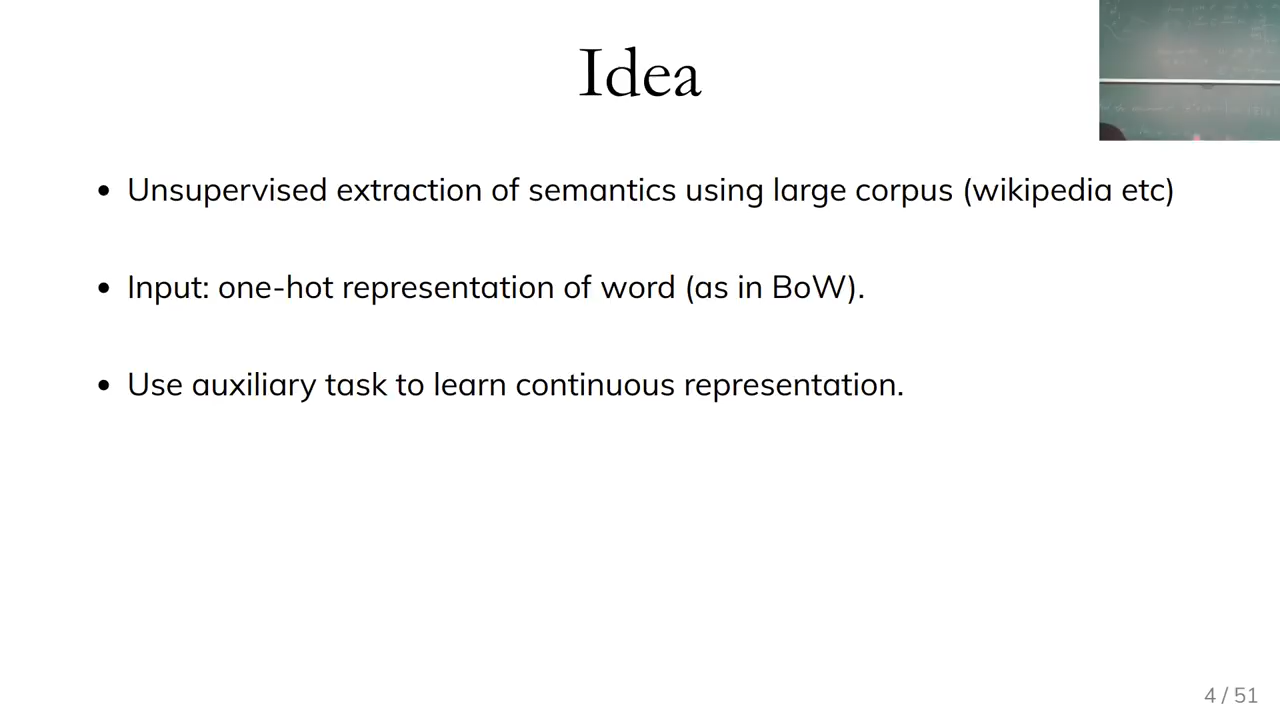 Idea
• Unsupervised extraction of semantics using large corpus (wikipedia etc)
• Input: one-hot representation of word (as in BoW).
• Use auxiliary task to learn continuous representation.
4 / 51